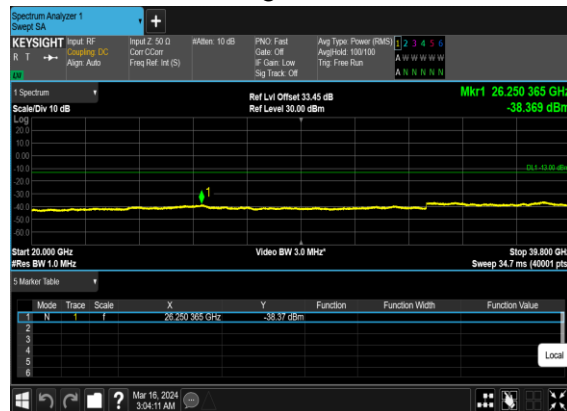 Spectrum Analyzer 1
Swept SA
+
KEYSIGHT
R T
LXI
Input: RF
Coupling: DC
Align: Auto
Input Z: 50 Ω
Corr CCorr
Freq Ref: Int (S)
#Atten: 10 dB
PNO: Fast
Gate: Off
IF Gain: Low
Sig Track: Off
Avg Type: Power (RMS)
Avg|Hold: 100/100
Trig: Free Run
1 2 3 4 5 6
A W W W W W
A N N N N N
1 Spectrum
Scale/Div 10 dB
Ref Lvl Offset 33.45 dB
Ref Level 30.00 dBm
Mkr1 26.250 365 GHz
-38.369 dBm
Log
20.0
10.0
0.00
-10.0
DL1 -13.00 dBm
-20.0
-30.0
1
-40.0
-50.0
-60.0
Start 20.000 GHz
#Res BW 1.0 MHz
Video BW 3.0 MHz*
Stop 39.800 GHz
Sweep 34.7 ms (40001 pts)
5 Marker Table
Mode Trace Scale X Y Function Function Width Function Value
1 N 1 f 26.250 365 GHz -38.37 dBm
2
3
4
5
6
Local
?
Mar 16, 2024
3:04:11 AM